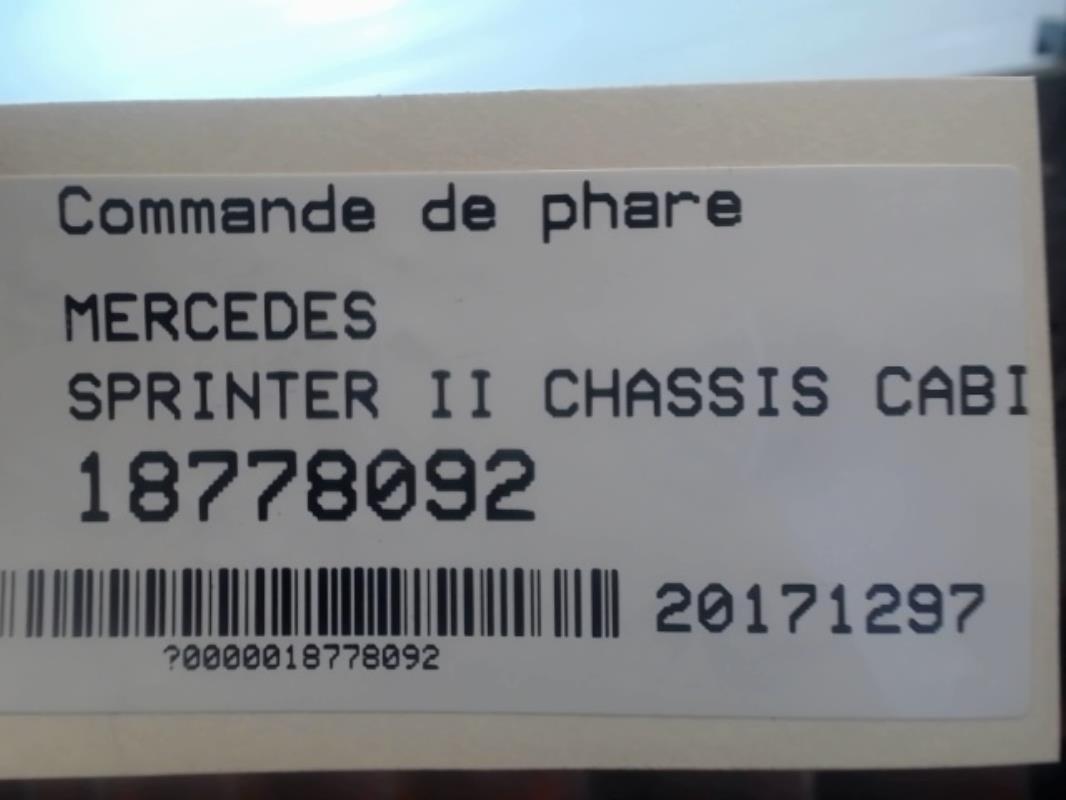 Commande de phare
MERCEDES
SPRINTER II CHASSIS CABI
18778092
20171297
?0000018778092